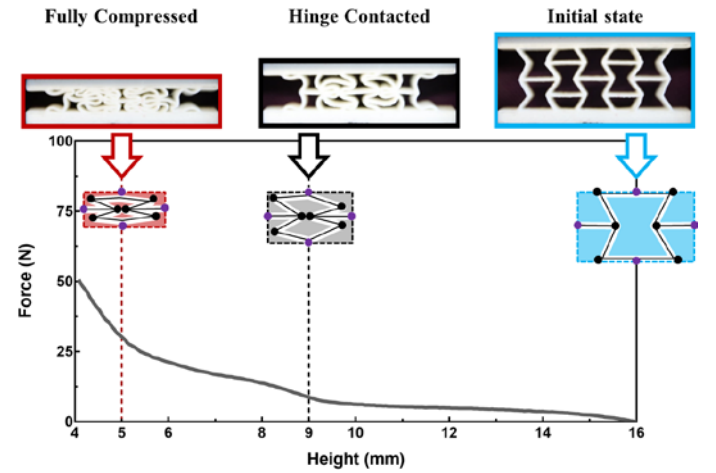 Fully Compressed
Hinge Contacted
Initial state
100
75
50
25
0
Force (N)
4
5
6
8
9
10
12
14
16
Height (mm)